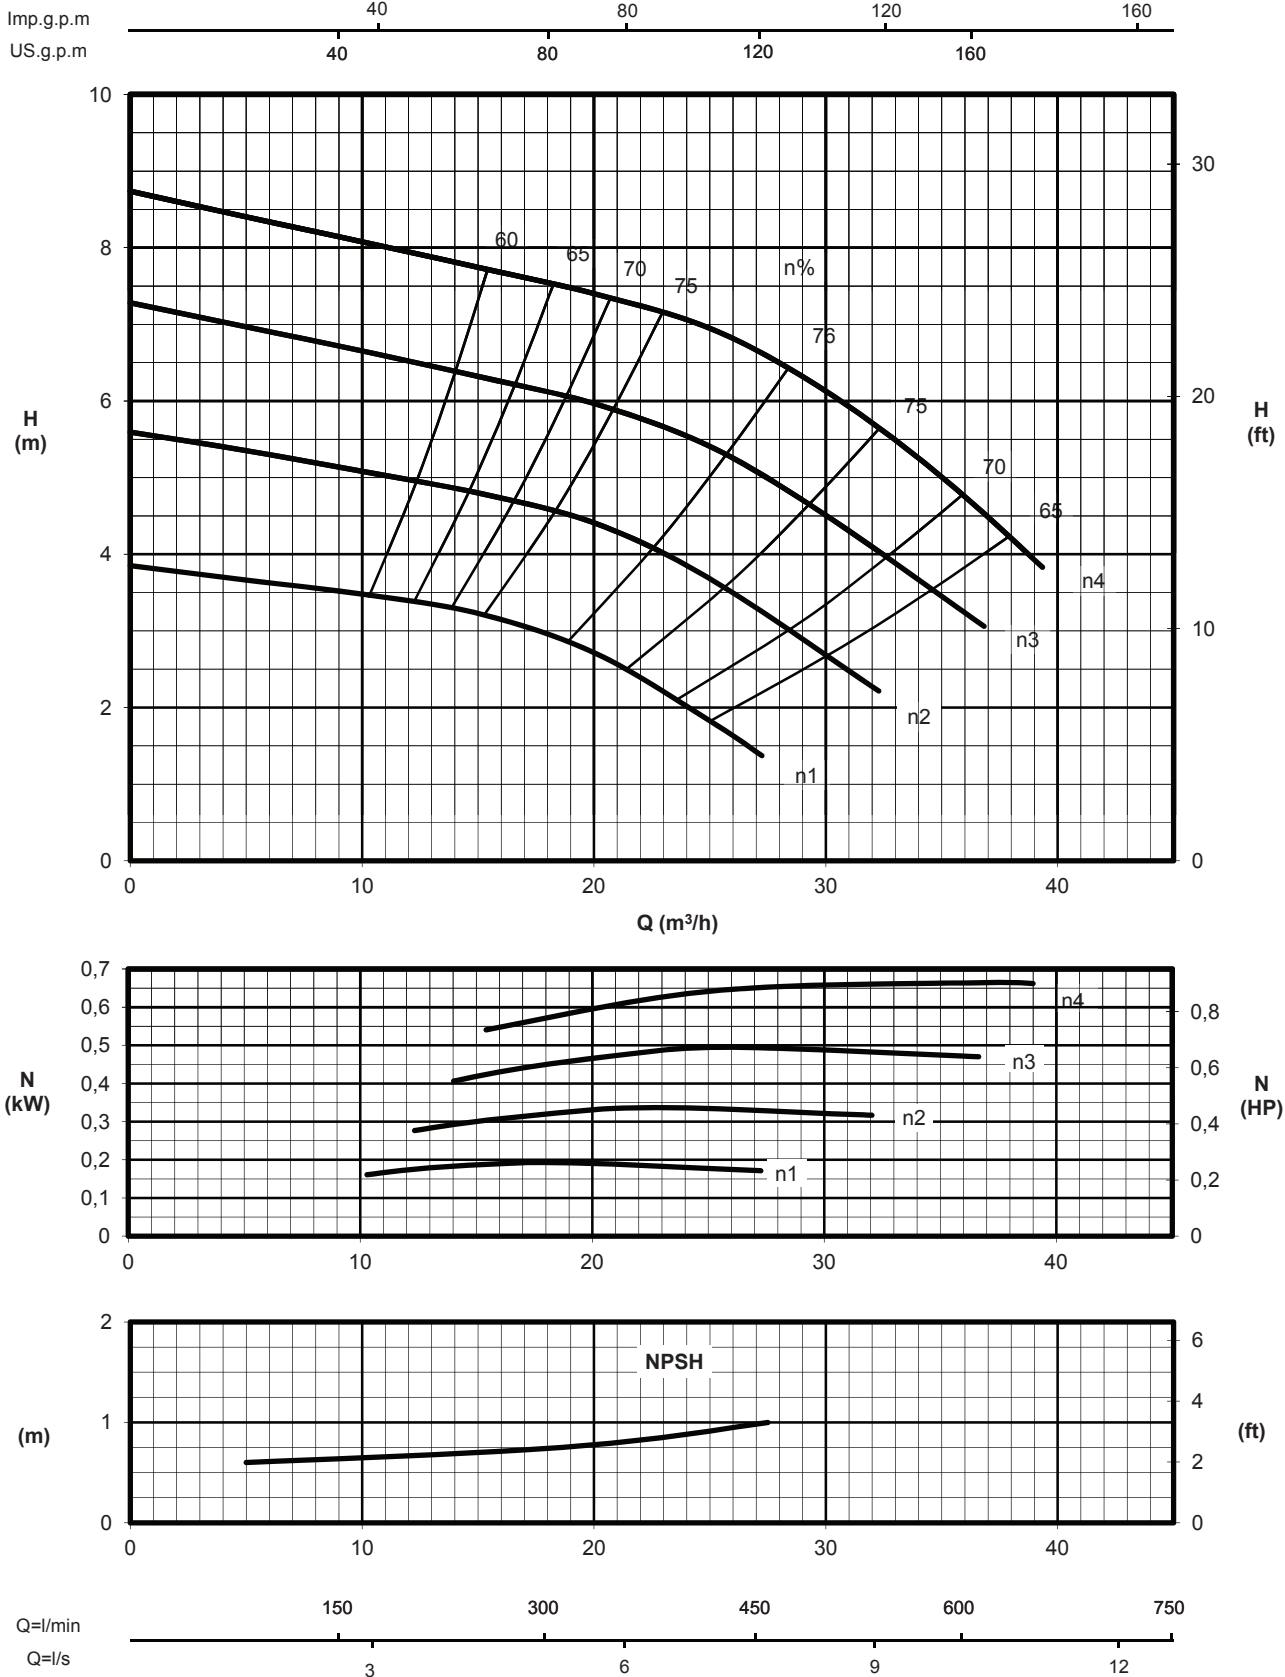 Imp.g.p.m 40 80 120 160
US.g.p.m 40 80 120 160
10
30
8 60 65 70 75 n%
76
6 20
75
H
(m)
H
(ft)
70
65
4 n4
10
n3
2 n2
n1
0 0
0 10 20 30 40
Q (m³/h)
0,7
0,6 n4 0,8
0,5
n3 0,6
N
(kW)
0,4
N
(HP)
0,3 n2 0,4
0,2 n1
0,1 0,2
0 0
0 10 20 30 40
2
6
NPSH
4
(m) 1 (ft)
2
0 0
0 10 20 30 40
Q=l/min 150 300 450 600 750
Q=l/s 3 6 9 12